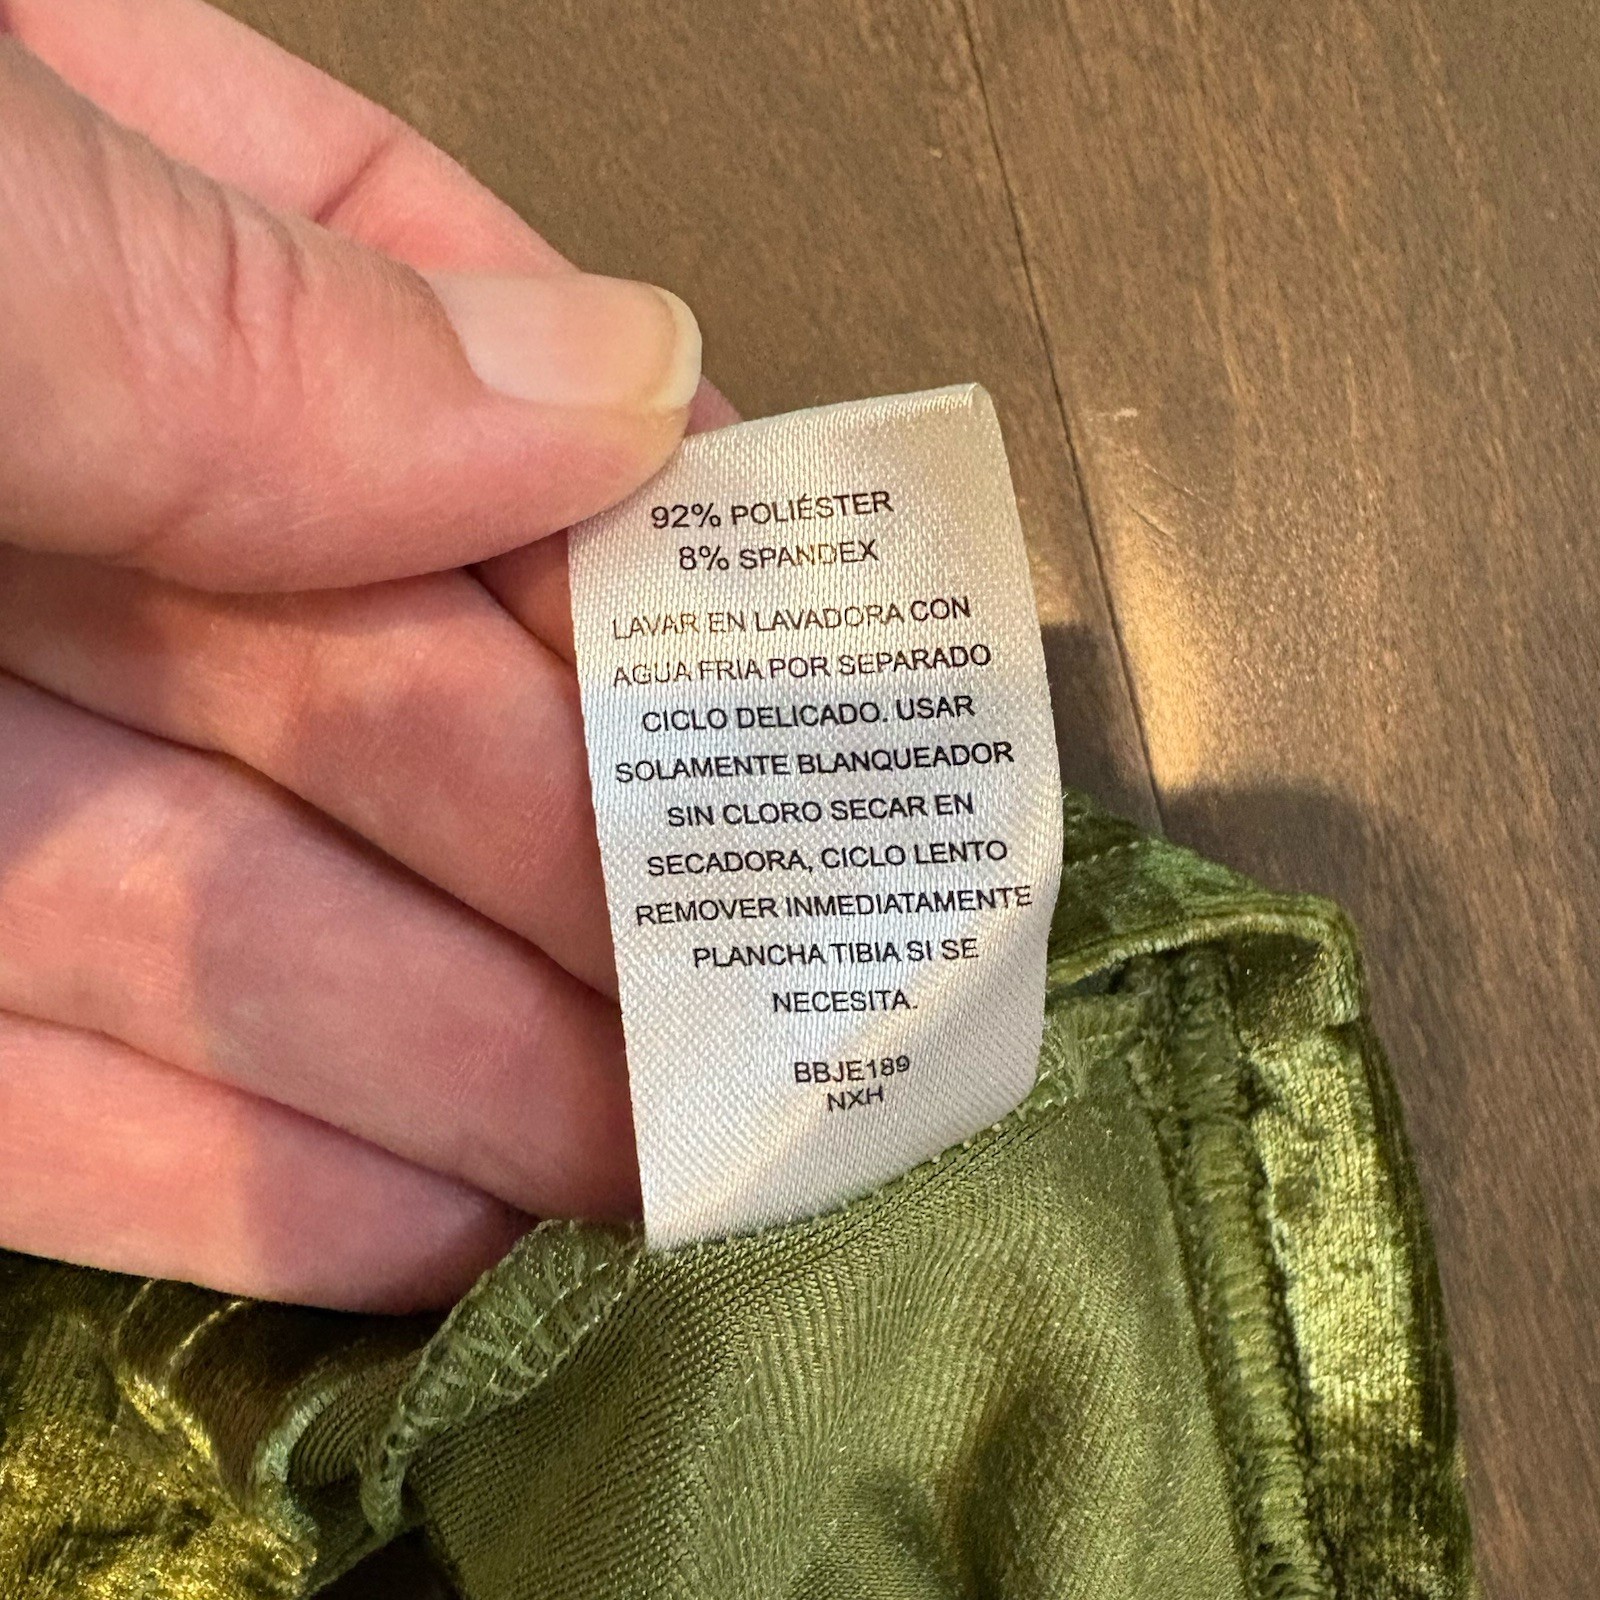 92% POLIÉSTER
8% SPANDEX
LAVAR EN LAVADORA CON
AGUA FRIA POR SEPARADO
CICLO DELICADO. USAR
SOLAMENTE BLANQUEADOR
SIN CLORO SECAR EN
SECADORA, CICLO LENTO
REMOVER INMEDIATAMENTE
PLANCHA TIBIA SI SE
NECESITA.
BBJE189
NXH